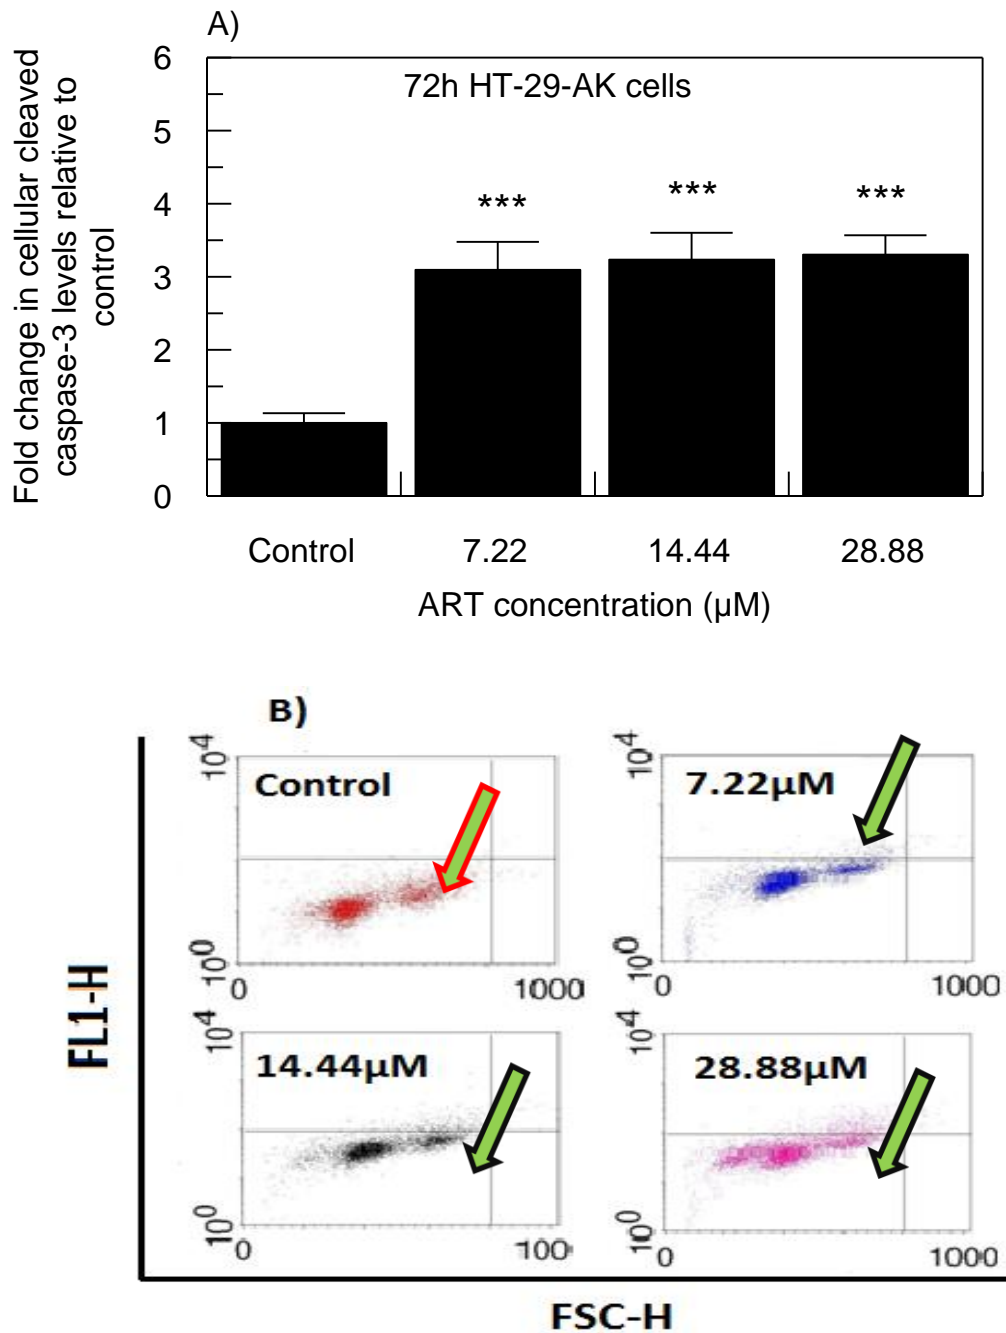 A)
Fold change in cellular cleaved
caspase-3 levels relative to
control
6
5
4
3
2
1
0
72h HT-29-AK cells
***
***
***
Control 7.22 14.44 28.88
ART concentration (µM)
B)
FL1-H
10⁴
Control
10⁰
0 1000
10⁴
7.22µM
10⁰
0 1000
10⁴
14.44µM
10⁰
0 100
10⁴
28.88µM
10⁰
0 1000
FSC-H